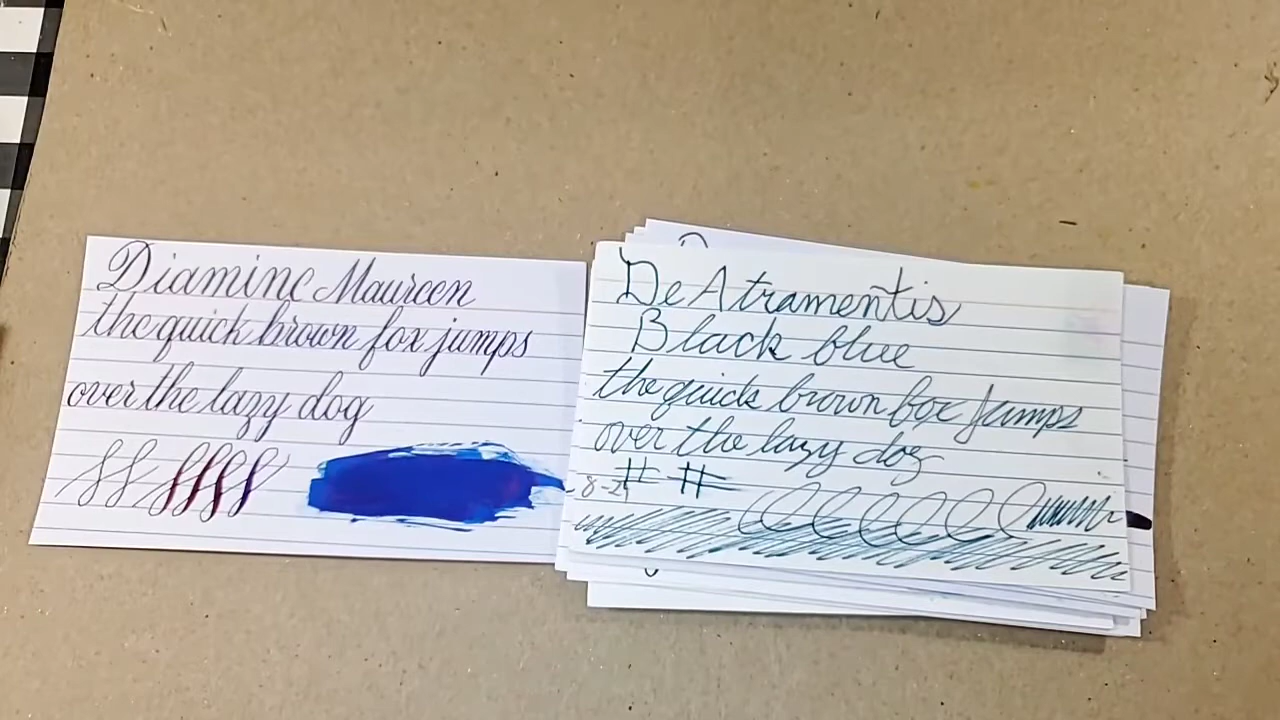 Diamine Maureen
the quick brown fox jumps
over the lazy dog
De Atramentis
Black blue
the quick brown fox jumps
over the lazy dog